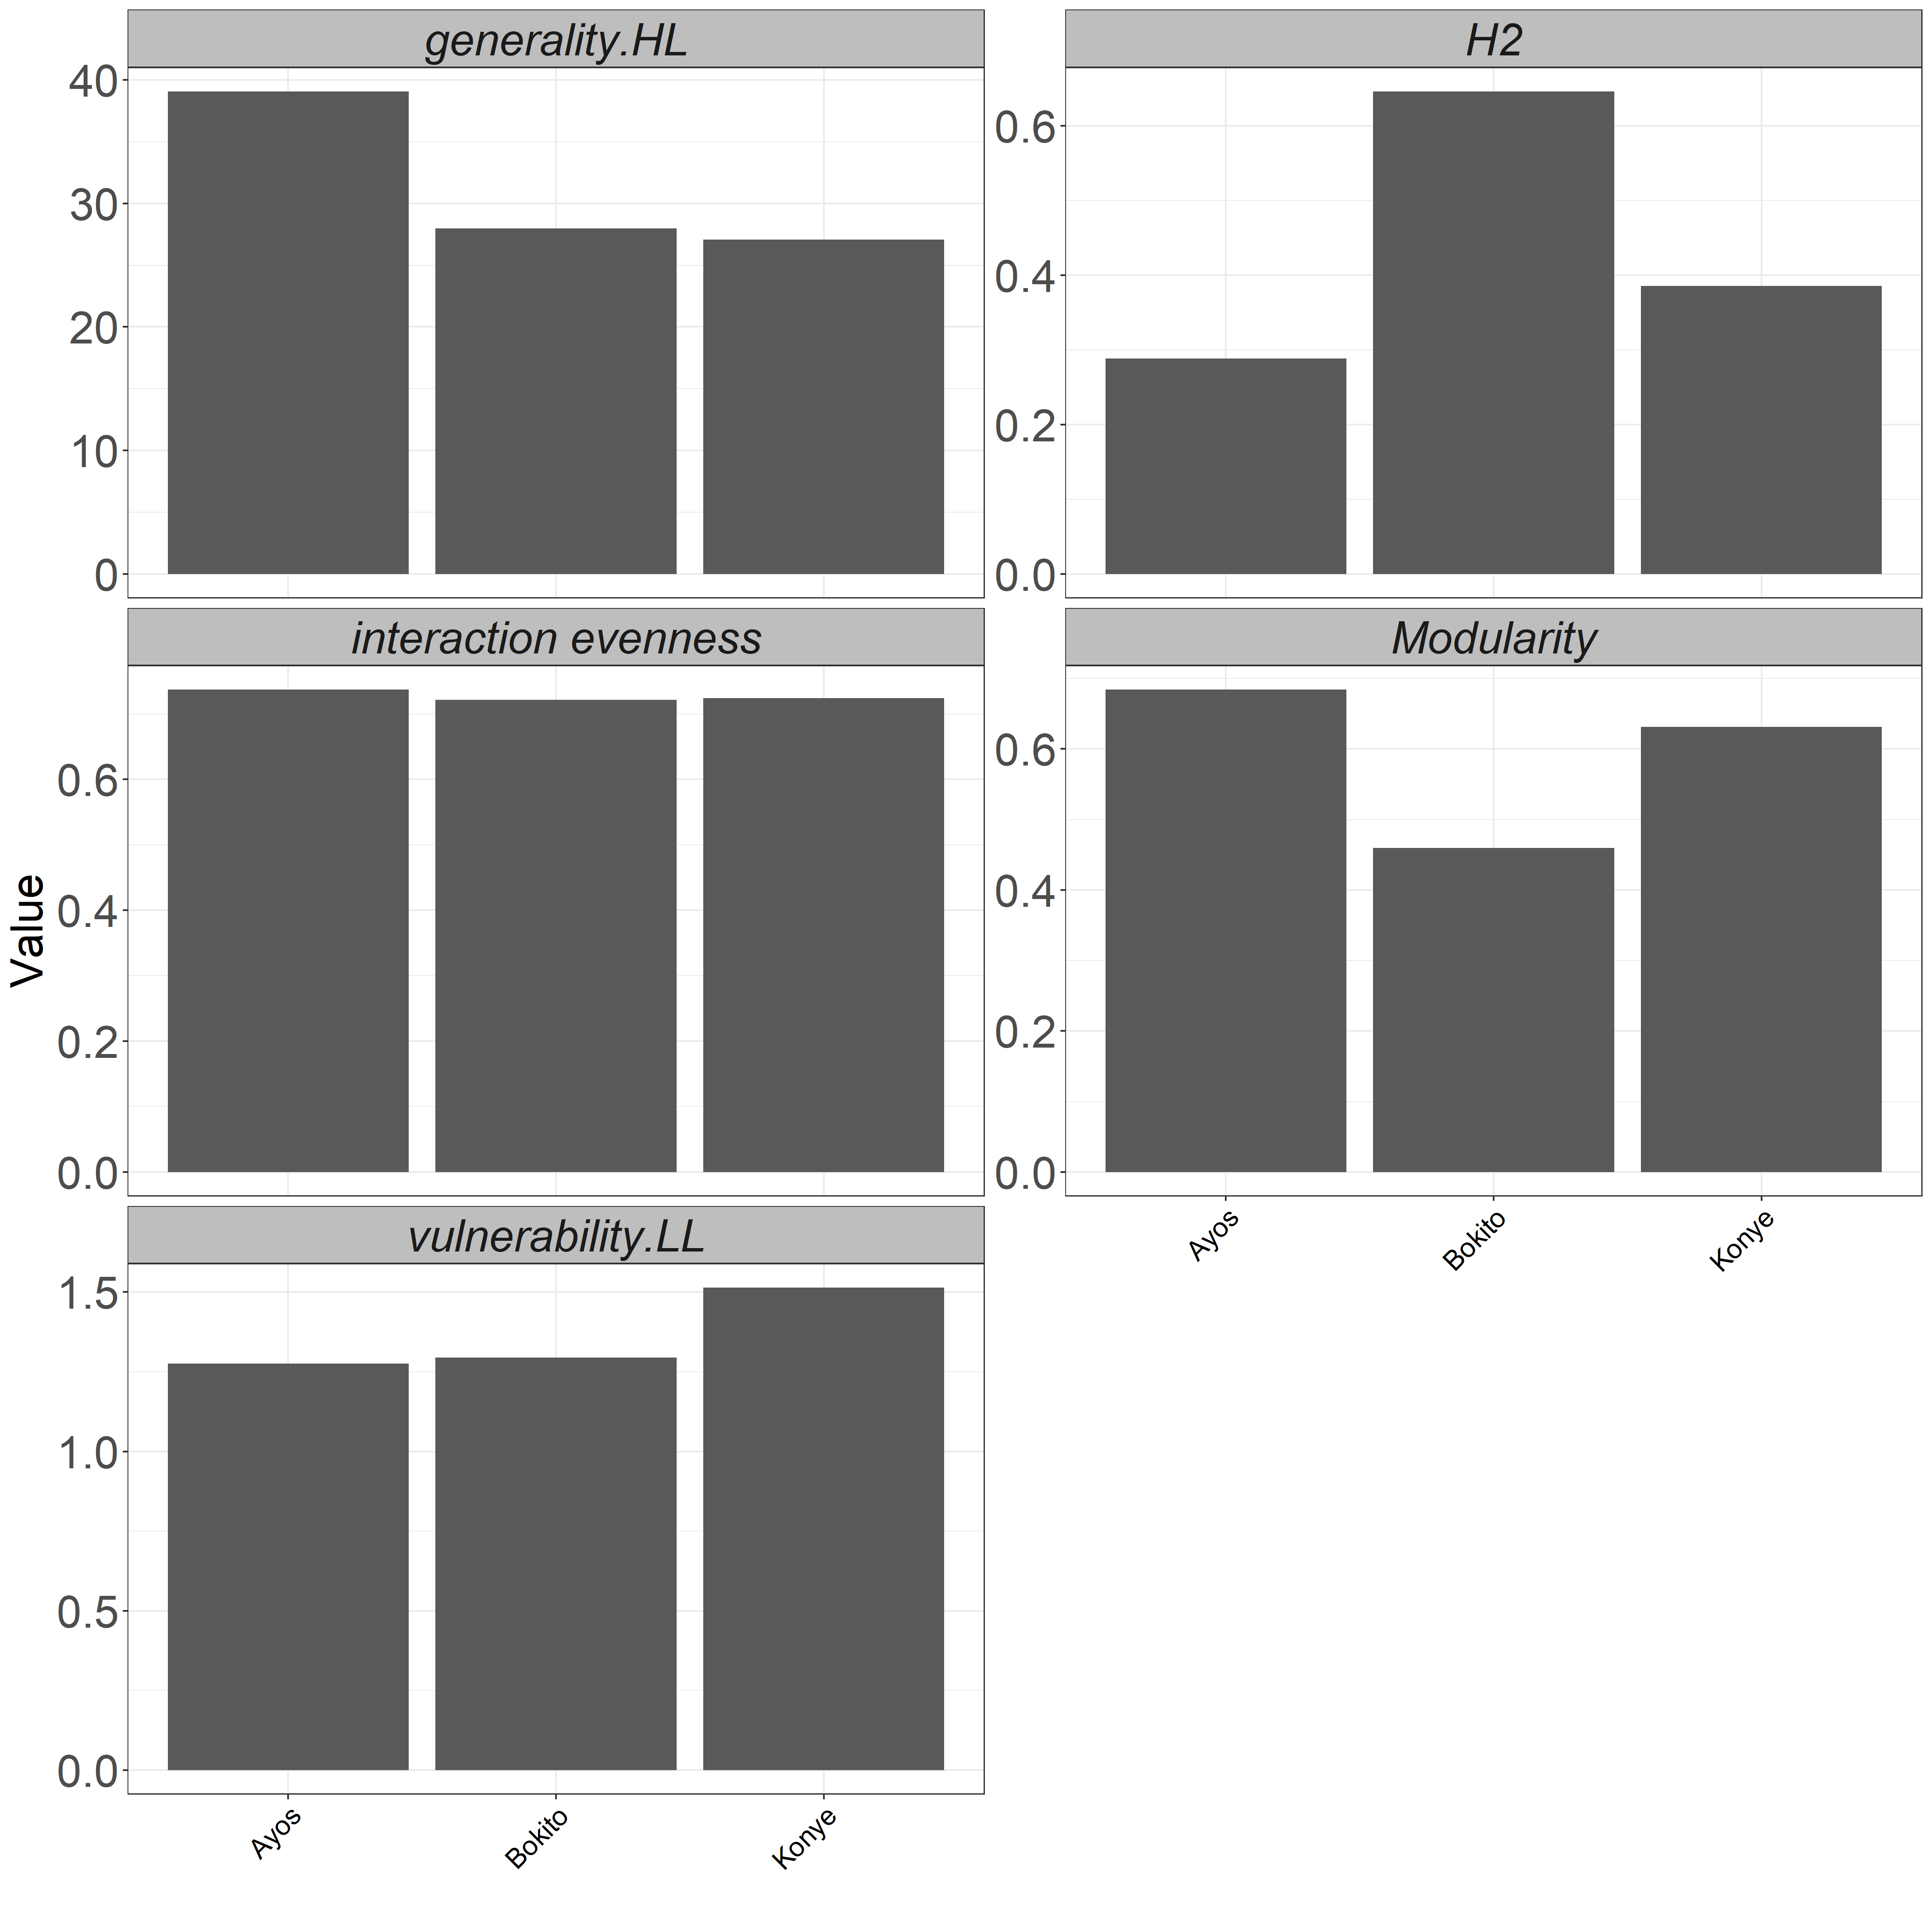 generality.HL
H2
40
30
20
10
0
0.6
0.4
0.2
0.0
interaction evenness
Modularity
Value
0.6
0.4
0.2
0.0
0.6
0.4
0.2
0.0
Ayos
Bokito
Konye
vulnerability.LL
1.5
1.0
0.5
0.0
Ayos
Bokito
Konye